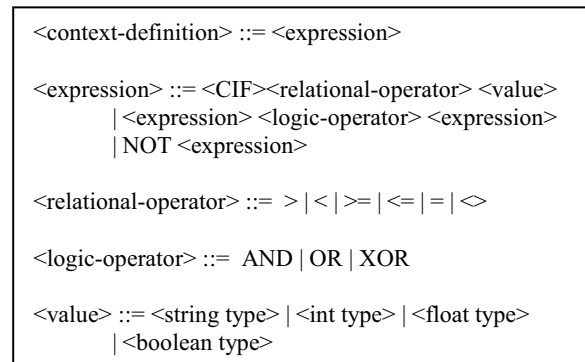 <context-definition> ::= <expression>
<expression> ::= <CIF><relational-operator> <value>
| <expression> <logic-operator> <expression>
| NOT <expression>
<relational-operator> ::= > | < | >= | <= | = | <>
<logic-operator> ::= AND | OR | XOR
<value> ::= <string type> | <int type> | <float type>
| <boolean type>